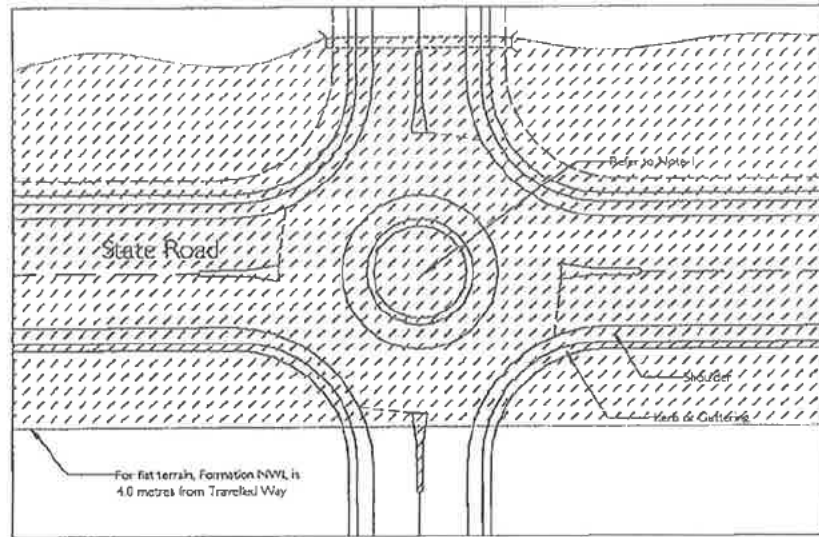 Refer to Note 1
State Road
Shoulder
Kerb or Guttering
For flat terrain, Formation NWL is
4.0 metres from Travelled Way